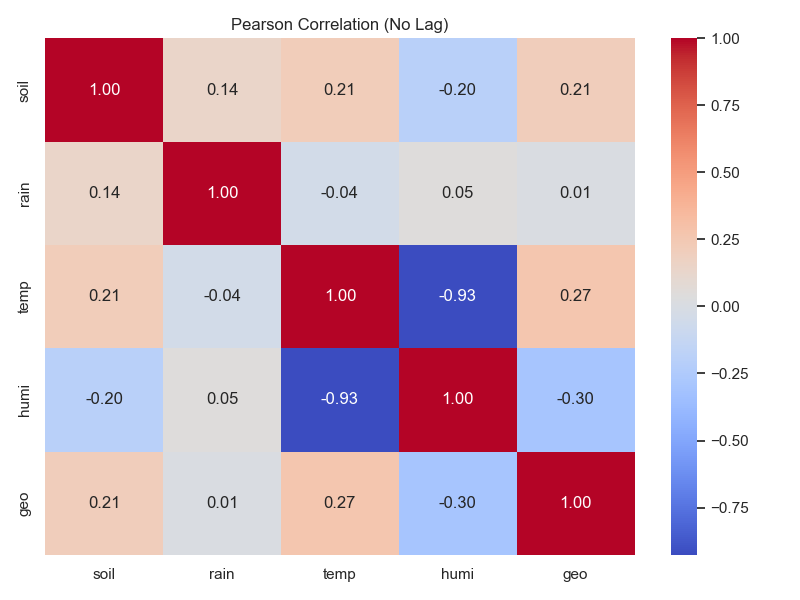 Pearson Correlation (No Lag)
soil 1.00 0.14 0.21 -0.20 0.21
rain 0.14 1.00 -0.04 0.05 0.01
temp 0.21 -0.04 1.00 -0.93 0.27
humi -0.20 0.05 -0.93 1.00 -0.30
geo 0.21 0.01 0.27 -0.30 1.00
soil rain temp humi geo
1.00
0.75
0.50
0.25
0.00
−0.25
−0.50
−0.75